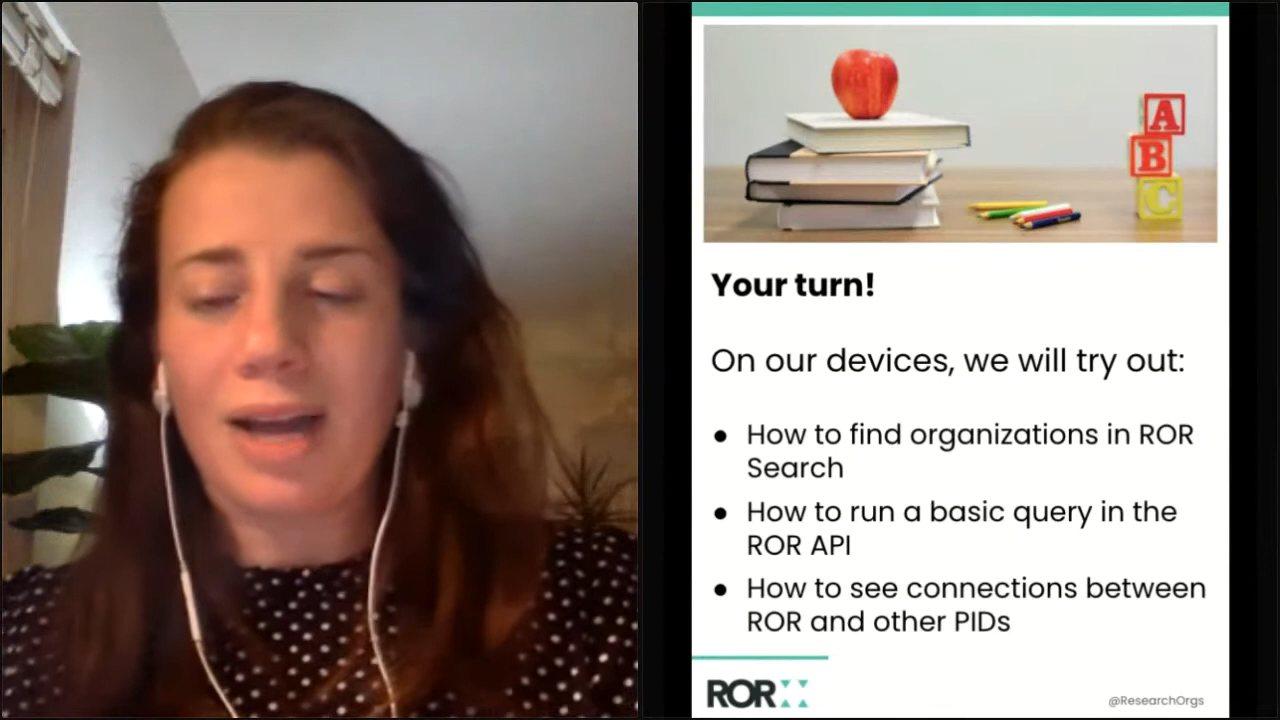 A
B
C
Your turn!
On our devices, we will try out:
● How to find organizations in ROR
Search
● How to run a basic query in the
ROR API
● How to see connections between
ROR and other PIDs
ROR
@ResearchOrgs